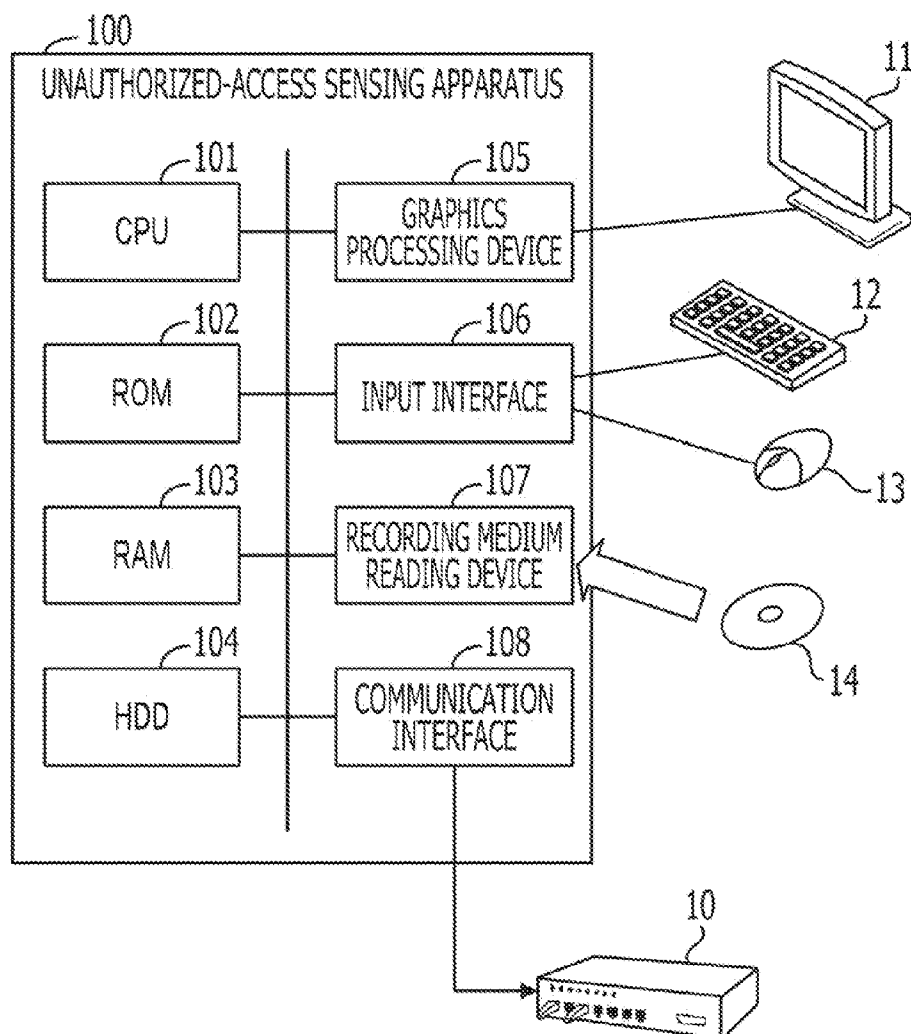 100
UNAUTHORIZED-ACCESS SENSING APPARATUS
11
101
CPU
105
GRAPHICS
PROCESSING DEVICE
12
102
ROM
106
INPUT INTERFACE
13
103
RAM
107
RECORDING MEDIUM
READING DEVICE
14
104
HDD
108
COMMUNICATION
INTERFACE
10